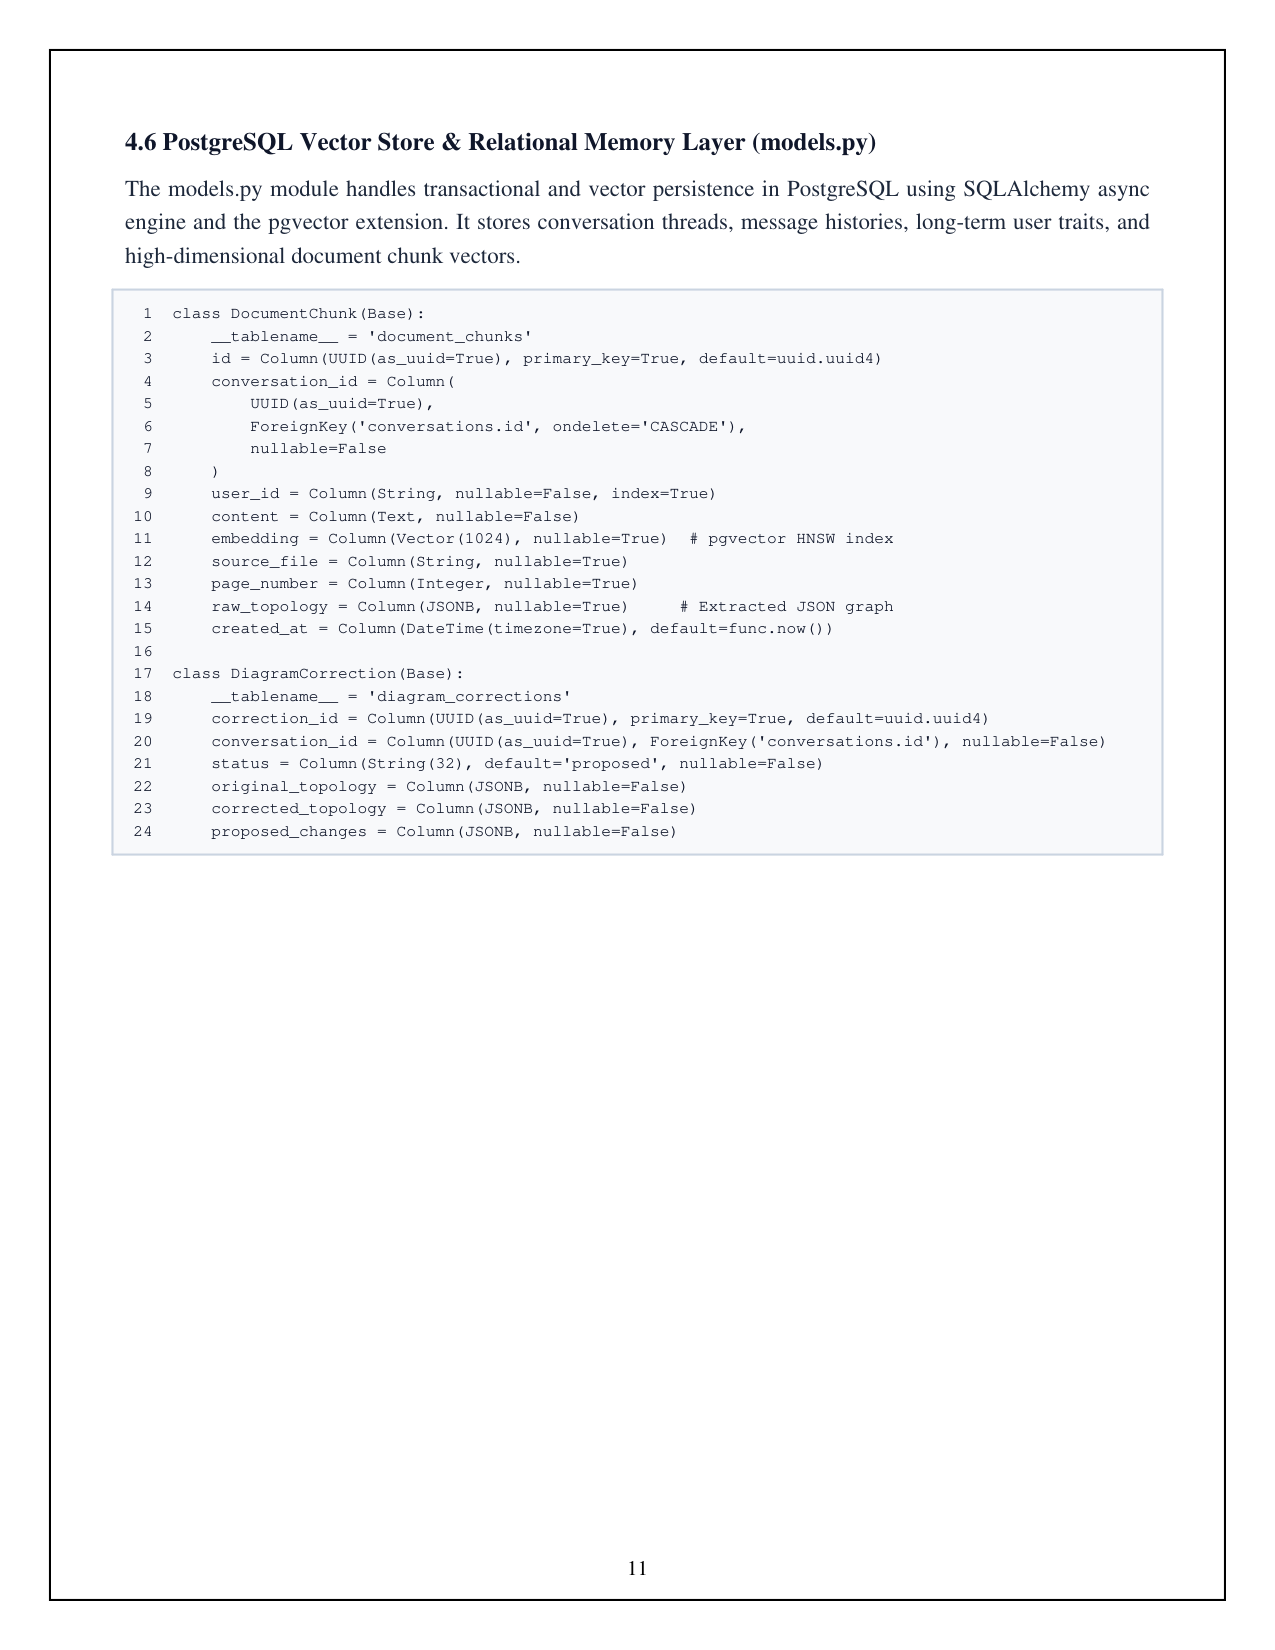 4.6 PostgreSQL Vector Store & Relational Memory Layer (models.py)
The models.py module handles transactional and vector persistence in PostgreSQL using SQLAlchemy async
engine and the pgvector extension. It stores conversation threads, message histories, long-term user traits, and
high-dimensional document chunk vectors.
1 class DocumentChunk(Base):
2     __tablename__ = 'document_chunks'
3     id = Column(UUID(as_uuid=True), primary_key=True, default=uuid.uuid4)
4     conversation_id = Column(
5         UUID(as_uuid=True),
6         ForeignKey('conversations.id', ondelete='CASCADE'),
7         nullable=False
8     )
9     user_id = Column(String, nullable=False, index=True)
10     content = Column(Text, nullable=False)
11     embedding = Column(Vector(1024), nullable=True)  # pgvector HNSW index
12     source_file = Column(String, nullable=True)
13     page_number = Column(Integer, nullable=True)
14     raw_topology = Column(JSONB, nullable=True)     # Extracted JSON graph
15     created_at = Column(DateTime(timezone=True), default=func.now())
16
17 class DiagramCorrection(Base):
18     __tablename__ = 'diagram_corrections'
19     correction_id = Column(UUID(as_uuid=True), primary_key=True, default=uuid.uuid4)
20     conversation_id = Column(UUID(as_uuid=True), ForeignKey('conversations.id'), nullable=False)
21     status = Column(String(32), default='proposed', nullable=False)
22     original_topology = Column(JSONB, nullable=False)
23     corrected_topology = Column(JSONB, nullable=False)
24     proposed_changes = Column(JSONB, nullable=False)
11